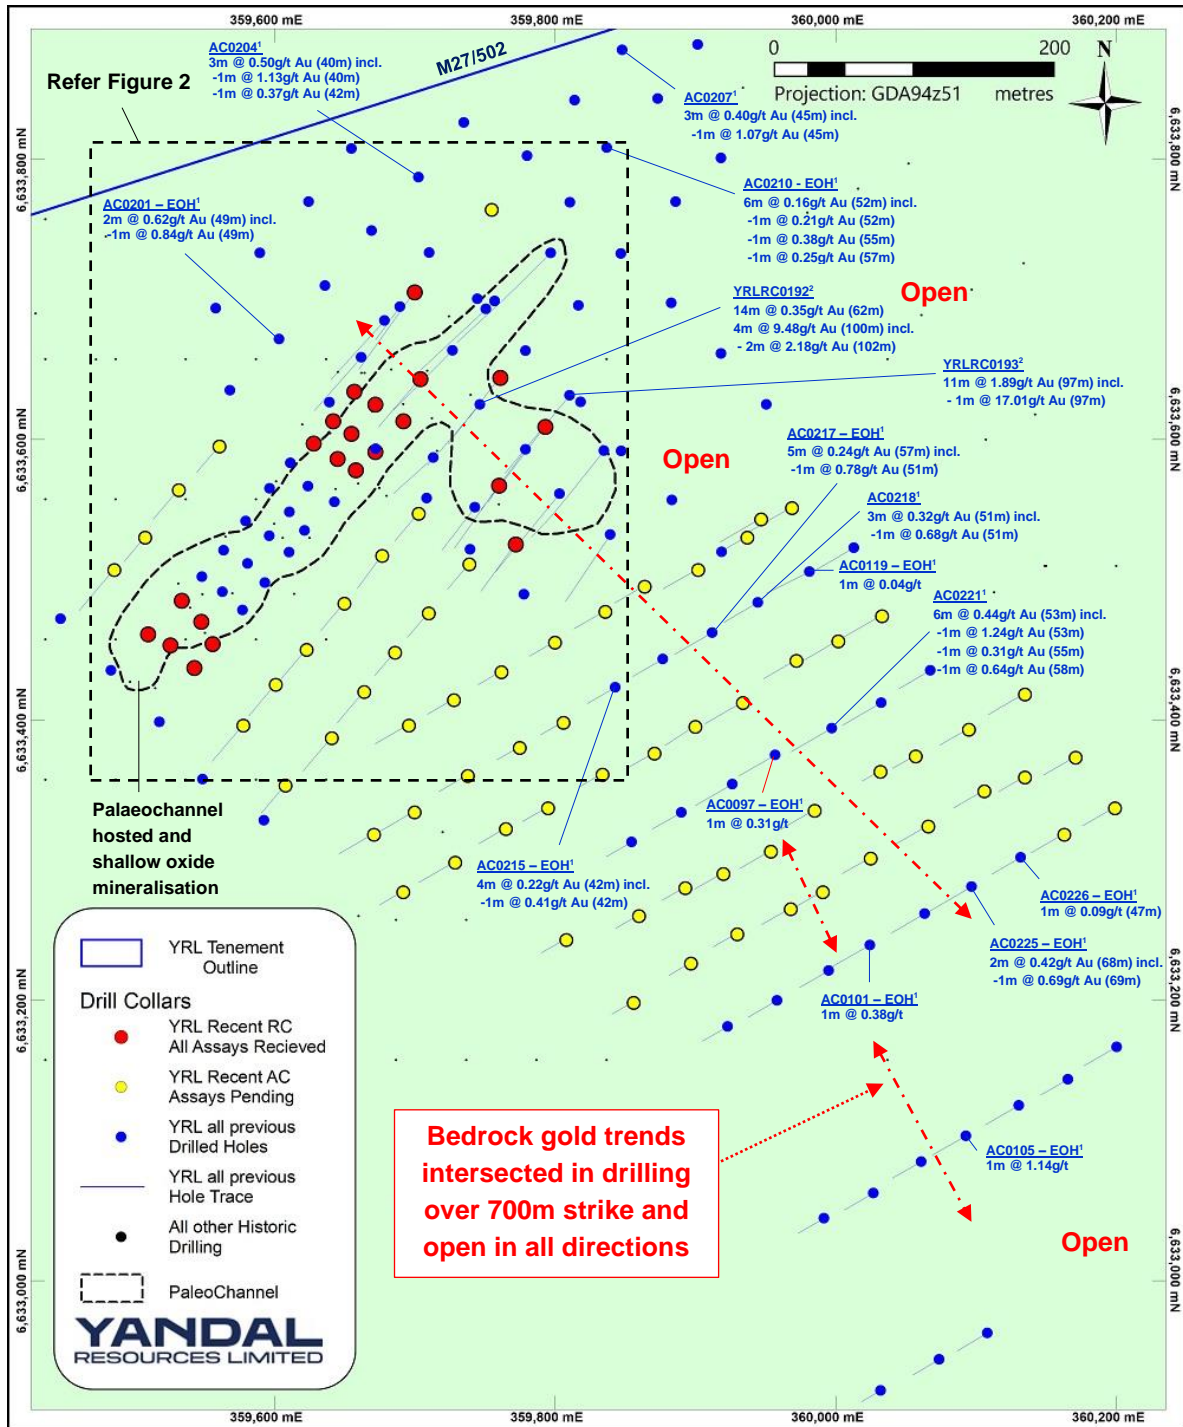 359,600 mE
359,800 mE
360,000 mE
360,200 mE
AC0204¹
3m @ 0.50g/t Au (40m) incl.
-1m @ 1.13g/t Au (40m)
-1m @ 0.37g/t Au (42m)
M27/502
0
200
N
Projection: GDA94z51
metres
Refer Figure 2
AC0207¹
3m @ 0.40g/t Au (45m) incl.
-1m @ 1.07g/t Au (45m)
6,633,800 mN
6,633,800 mN
AC0210 - EOH¹
6m @ 0.16g/t Au (52m) incl.
-1m @ 0.21g/t Au (52m)
-1m @ 0.38g/t Au (55m)
-1m @ 0.25g/t Au (57m)
AC0201 – EOH¹
2m @ 0.62g/t Au (49m) incl.
-1m @ 0.84g/t Au (49m)
Open
YRLRC0192²
14m @ 0.35g/t Au (62m)
4m @ 9.48g/t Au (100m) incl.
- 2m @ 2.18g/t Au (102m)
YRLRC0193²
11m @ 1.89g/t Au (97m) incl.
- 1m @ 17.01g/t Au (97m)
6,633,600 mN
6,633,600 mN
AC0217 – EOH¹
5m @ 0.24g/t Au (57m) incl.
-1m @ 0.78g/t Au (51m)
Open
AC0218¹
3m @ 0.32g/t Au (51m) incl.
-1m @ 0.68g/t Au (51m)
AC0119 – EOH¹
1m @ 0.04g/t
AC0221¹
6m @ 0.44g/t Au (53m) incl.
-1m @ 1.24g/t Au (53m)
-1m @ 0.31g/t Au (55m)
-1m @ 0.64g/t Au (58m)
6,633,400 mN
6,633,400 mN
Palaeochannel
hosted and
shallow oxide
mineralisation
AC0097 – EOH¹
1m @ 0.31g/t
AC0215 – EOH¹
4m @ 0.22g/t Au (42m) incl.
-1m @ 0.41g/t Au (42m)
AC0226 – EOH¹
1m @ 0.09g/t (47m)
AC0225 – EOH¹
2m @ 0.42g/t Au (68m) incl.
-1m @ 0.69g/t Au (69m)
AC0101 – EOH¹
1m @ 0.38g/t
6,633,200 mN
6,633,200 mN
YRL Tenement
Outline
Drill Collars
YRL Recent RC
All Assays Recieved
YRL Recent AC
Assays Pending
YRL all previous
Drilled Holes
YRL all previous
Hole Trace
All other Historic
Drilling
PaleoChannel
YANDAL
RESOURCES LIMITED
Bedrock gold trends
intersected in drilling
over 700m strike and
open in all directions
AC0105 – EOH¹
1m @ 1.14g/t
Open
6,633,000 mN
6,633,000 mN
359,600 mE
359,800 mE
360,000 mE
360,200 mE